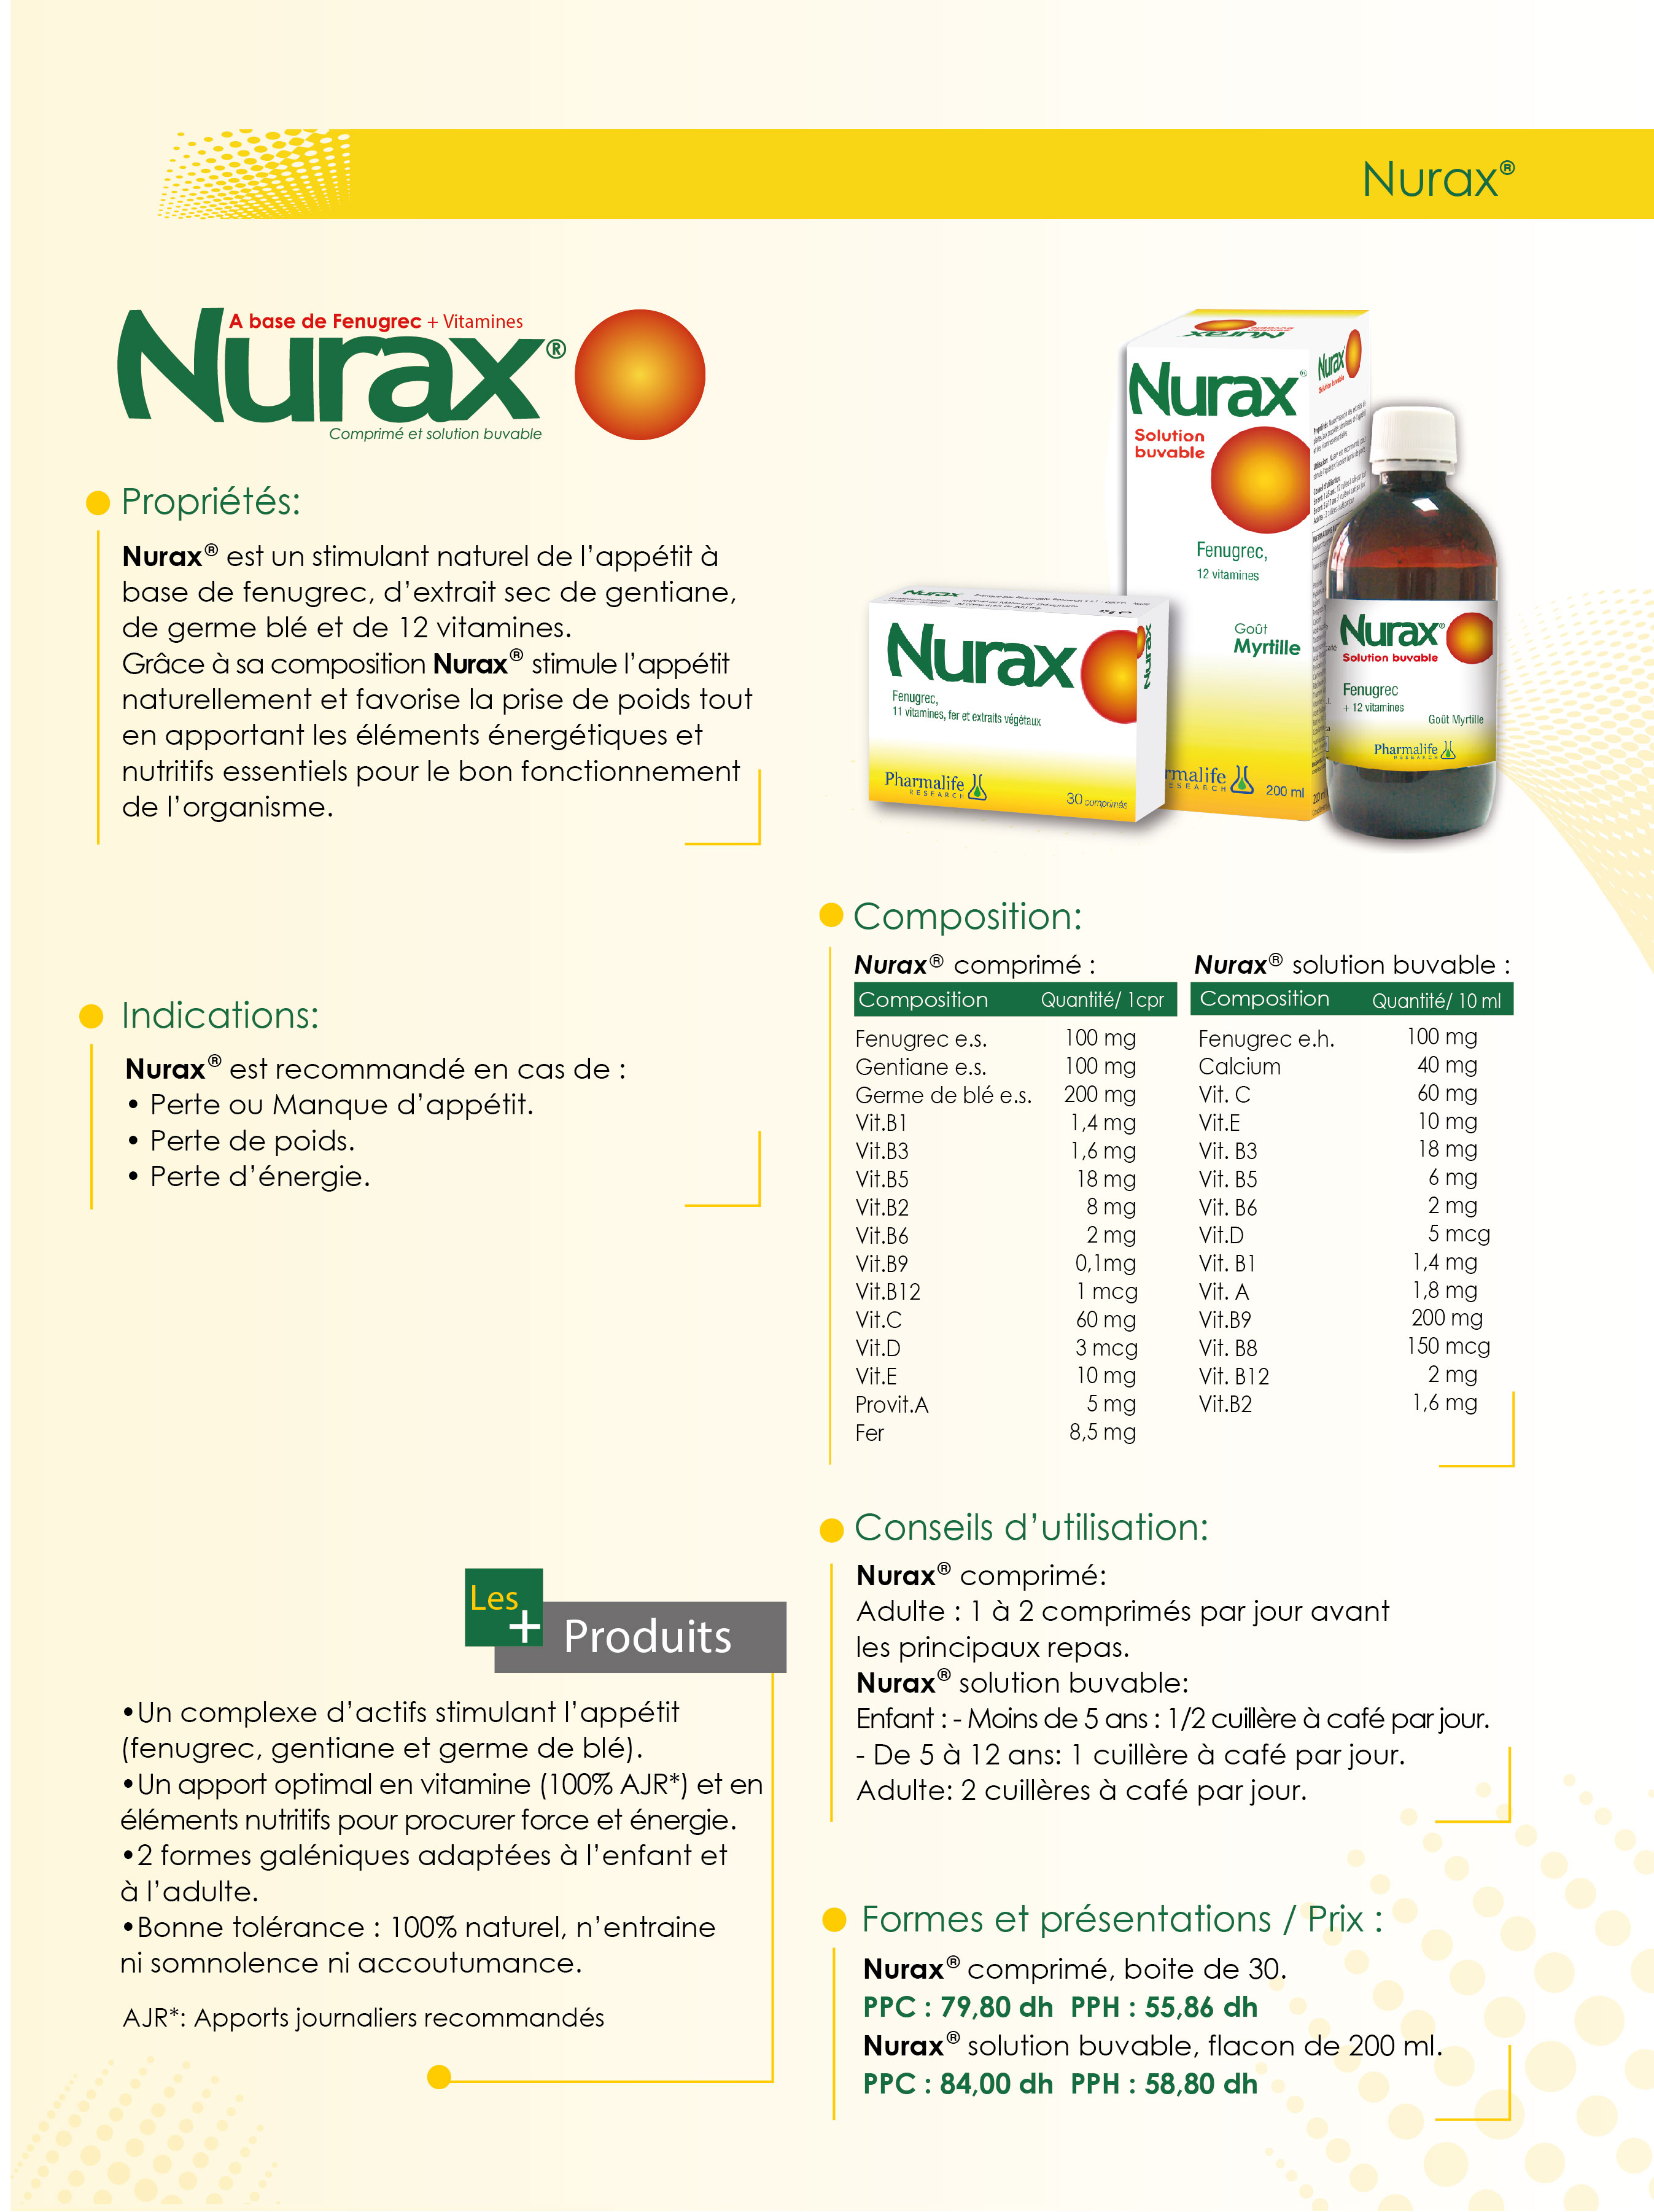 Nurax®
A base de Fenugrec + Vitamines
Nurax®
Comprimé et solution buvable
Propriétés:
Nurax® est un stimulant naturel de l'appétit à
base de fenugrec, d'extrait sec de gentiane,
de germe blé et de 12 vitamines.
Grâce à sa composition Nurax® stimule l'appétit
naturellement et favorise la prise de poids tout
en apportant les éléments énergétiques et
nutritifs essentiels pour le bon fonctionnement
de l'organisme.
Nurax
Fenugrec,
11 vitamines, fer et extraits végétaux
Pharmalife
RESEARCH
30 comprimés
Nurax
Nurax
Nurax®
Solution
buvable
Fenugrec,
12 vitamines
Goût
Myrtille
200 ml
Nurax
Nurax®
Solution buvable
Fenugrec
+ 12 vitamines
Goût Myrtille
Pharmalife
RESEARCH
Indications:
Nurax® est recommandé en cas de :
• Perte ou Manque d'appétit.
• Perte de poids.
• Perte d'énergie.
Composition:
Nurax® comprimé :
Composition Quantité/ 1cpr
Fenugrec e.s. 100 mg
Gentiane e.s. 100 mg
Germe de blé e.s. 200 mg
Vit.B1 1,4 mg
Vit.B3 1,6 mg
Vit.B5 18 mg
Vit.B2 8 mg
Vit.B6 2 mg
Vit.B9 0,1mg
Vit.B12 1 mcg
Vit.C 60 mg
Vit.D 3 mcg
Vit.E 10 mg
Provit.A 5 mg
Fer 8,5 mg
Nurax® solution buvable :
Composition Quantité/ 10 ml
Fenugrec e.h. 100 mg
Calcium 40 mg
Vit. C 60 mg
Vit.E 10 mg
Vit. B3 18 mg
Vit. B5 6 mg
Vit. B6 2 mg
Vit.D 5 mcg
Vit. B1 1,4 mg
Vit. A 1,8 mg
Vit.B9 200 mg
Vit. B8 150 mcg
Vit. B12 2 mg
Vit.B2 1,6 mg
Les +
Produits
•Un complexe d'actifs stimulant l'appétit
(fenugrec, gentiane et germe de blé).
•Un apport optimal en vitamine (100% AJR*) et en
éléments nutritifs pour procurer force et énergie.
•2 formes galéniques adaptées à l'enfant et
à l'adulte.
•Bonne tolérance : 100% naturel, n'entraine
ni somnolence ni accoutumance.
AJR*: Apports journaliers recommandés
Conseils d'utilisation:
Nurax® comprimé:
Adulte : 1 à 2 comprimés par jour avant
les principaux repas.
Nurax® solution buvable:
Enfant : - Moins de 5 ans : 1/2 cuillère à café par jour.
- De 5 à 12 ans: 1 cuillère à café par jour.
Adulte: 2 cuillères à café par jour.
Formes et présentations / Prix :
Nurax® comprimé, boite de 30.
PPC : 79,80 dh PPH : 55,86 dh
Nurax® solution buvable, flacon de 200 ml.
PPC : 84,00 dh PPH : 58,80 dh